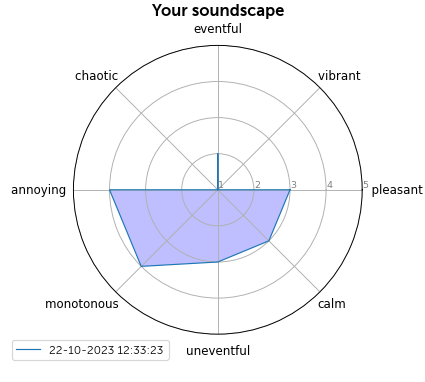 Your soundscape
eventful
chaotic
vibrant
annoying
1 2 3 4 5
pleasant
monotonous
calm
uneventful
22-10-2023 12:33:23